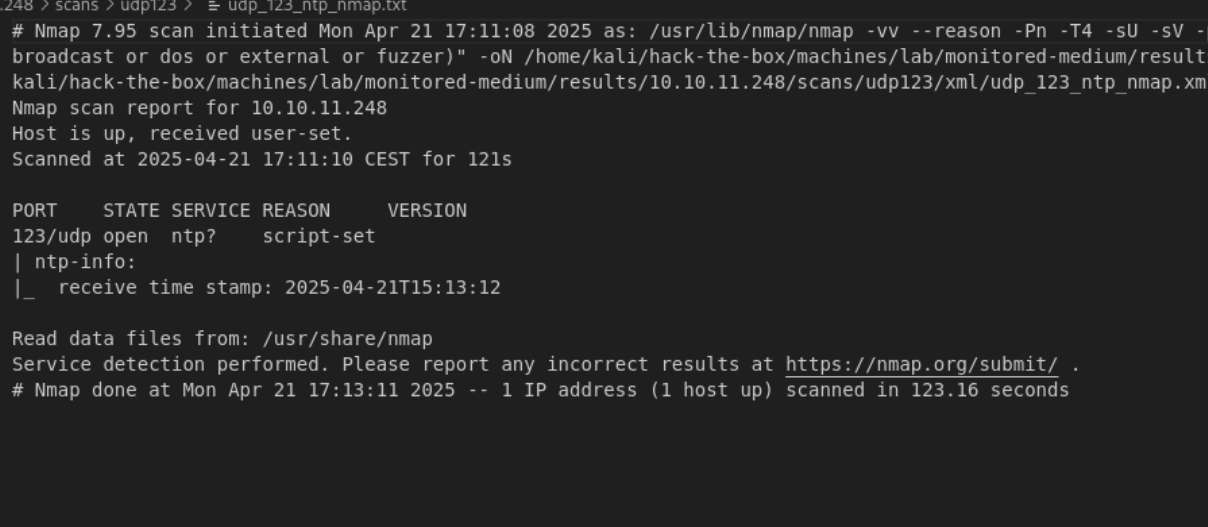 .248 > scans > udp123 > udp_123_ntp_nmap.txt
# Nmap 7.95 scan initiated Mon Apr 21 17:11:08 2025 as: /usr/lib/nmap/nmap -vv --reason -Pn -T4 -sU -sV -
broadcast or dos or external or fuzzer)" -oN /home/kali/hack-the-box/machines/lab/monitored-medium/result
kali/hack-the-box/machines/lab/monitored-medium/results/10.10.11.248/scans/udp123/xml/udp_123_ntp_nmap.xm
Nmap scan report for 10.10.11.248
Host is up, received user-set.
Scanned at 2025-04-21 17:11:10 CEST for 121s
PORT    STATE SERVICE REASON     VERSION
123/udp open  ntp?    script-set
| ntp-info:
|_  receive time stamp: 2025-04-21T15:13:12
Read data files from: /usr/share/nmap
Service detection performed. Please report any incorrect results at https://nmap.org/submit/ .
# Nmap done at Mon Apr 21 17:13:11 2025 -- 1 IP address (1 host up) scanned in 123.16 seconds